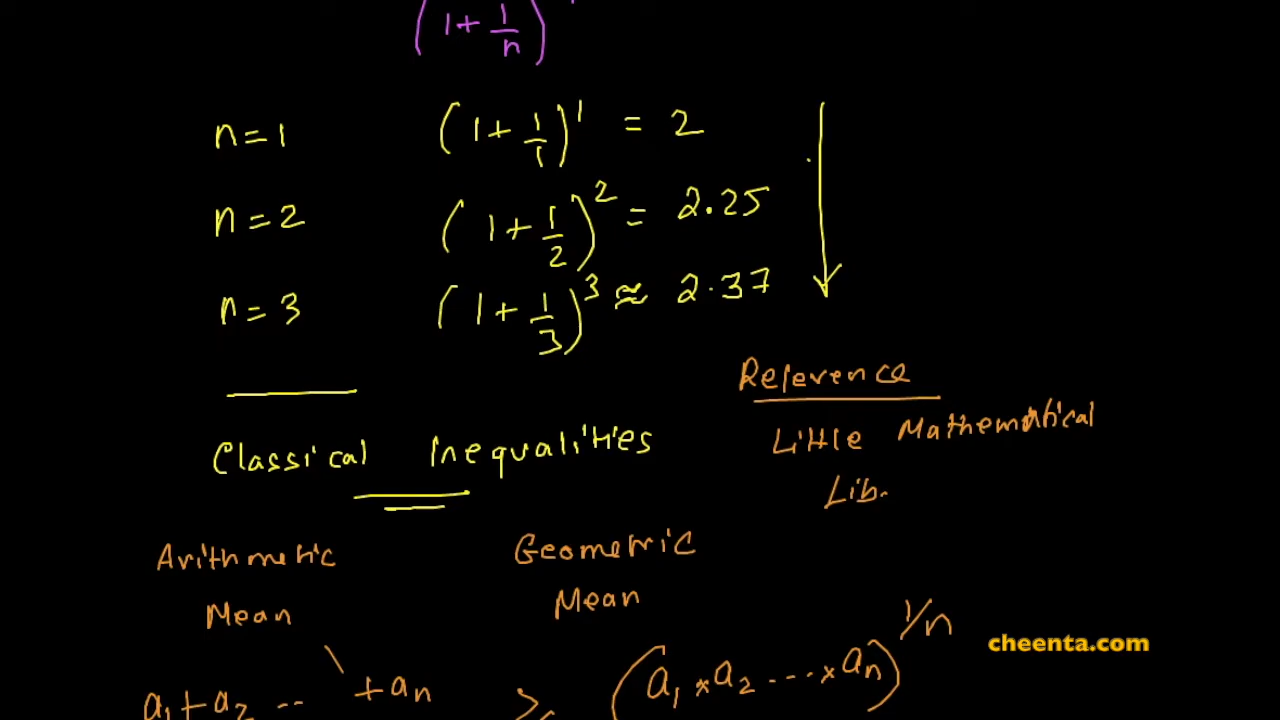 (1 + 1/n)
n = 1 (1 + 1/1)^1 = 2
n = 2 (1 + 1/2)^2 = 2.25
n = 3 (1 + 1/3)^3 ≈ 2.37
Reference
Little Mathematical
Lib.
Classical Inequalities
Arithmetic Mean
Geometric Mean
a1 + a2 ... + an ≥ (a1 × a2 .... × an)^1/n
cheenta.com